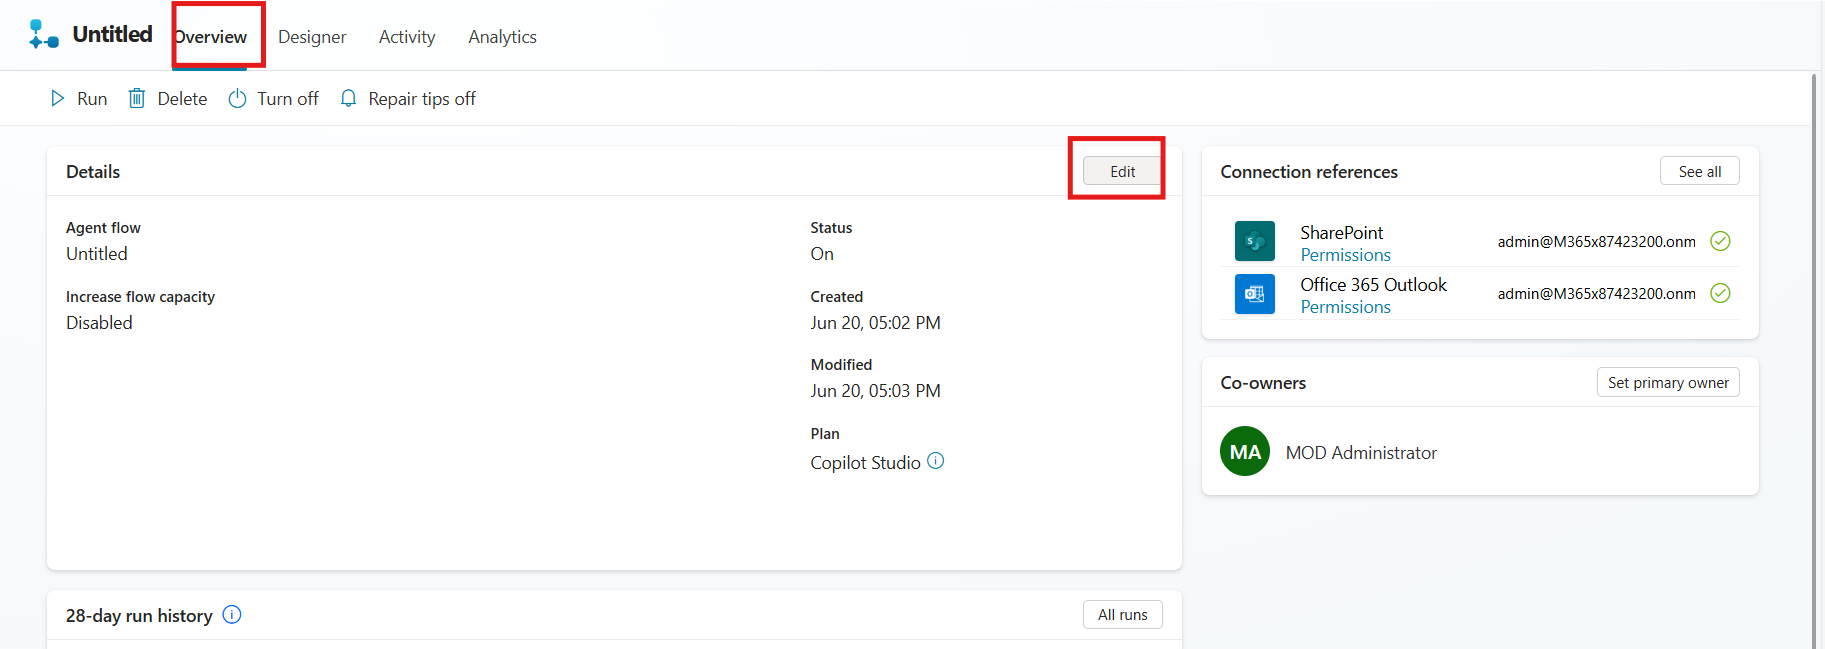 Untitled
Overview
Designer
Activity
Analytics
Run
Delete
Turn off
Repair tips off
Details
Edit
Agent flow
Untitled
Increase flow capacity
Disabled
Status
On
Created
Jun 20, 05:02 PM
Modified
Jun 20, 05:03 PM
Plan
Copilot Studio
28-day run history
All runs
Connection references
See all
SharePoint
Permissions
admin@M365x87423200.onm
Office 365 Outlook
Permissions
admin@M365x87423200.onm
Co-owners
Set primary owner
MA
MOD Administrator